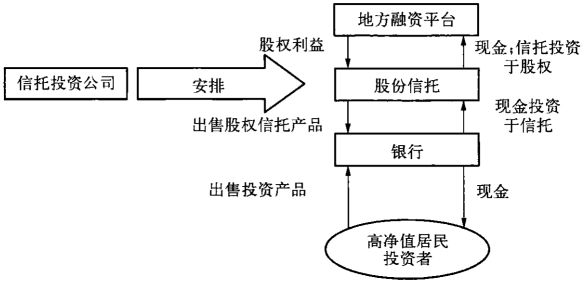 地方融资平台
股权利益
现金;信托投资
于股权
信托投资公司
安排
股份信托
出售股权信托产品
现金投资
于信托
银行
出售投资产品
现金
高净值居民
投资者